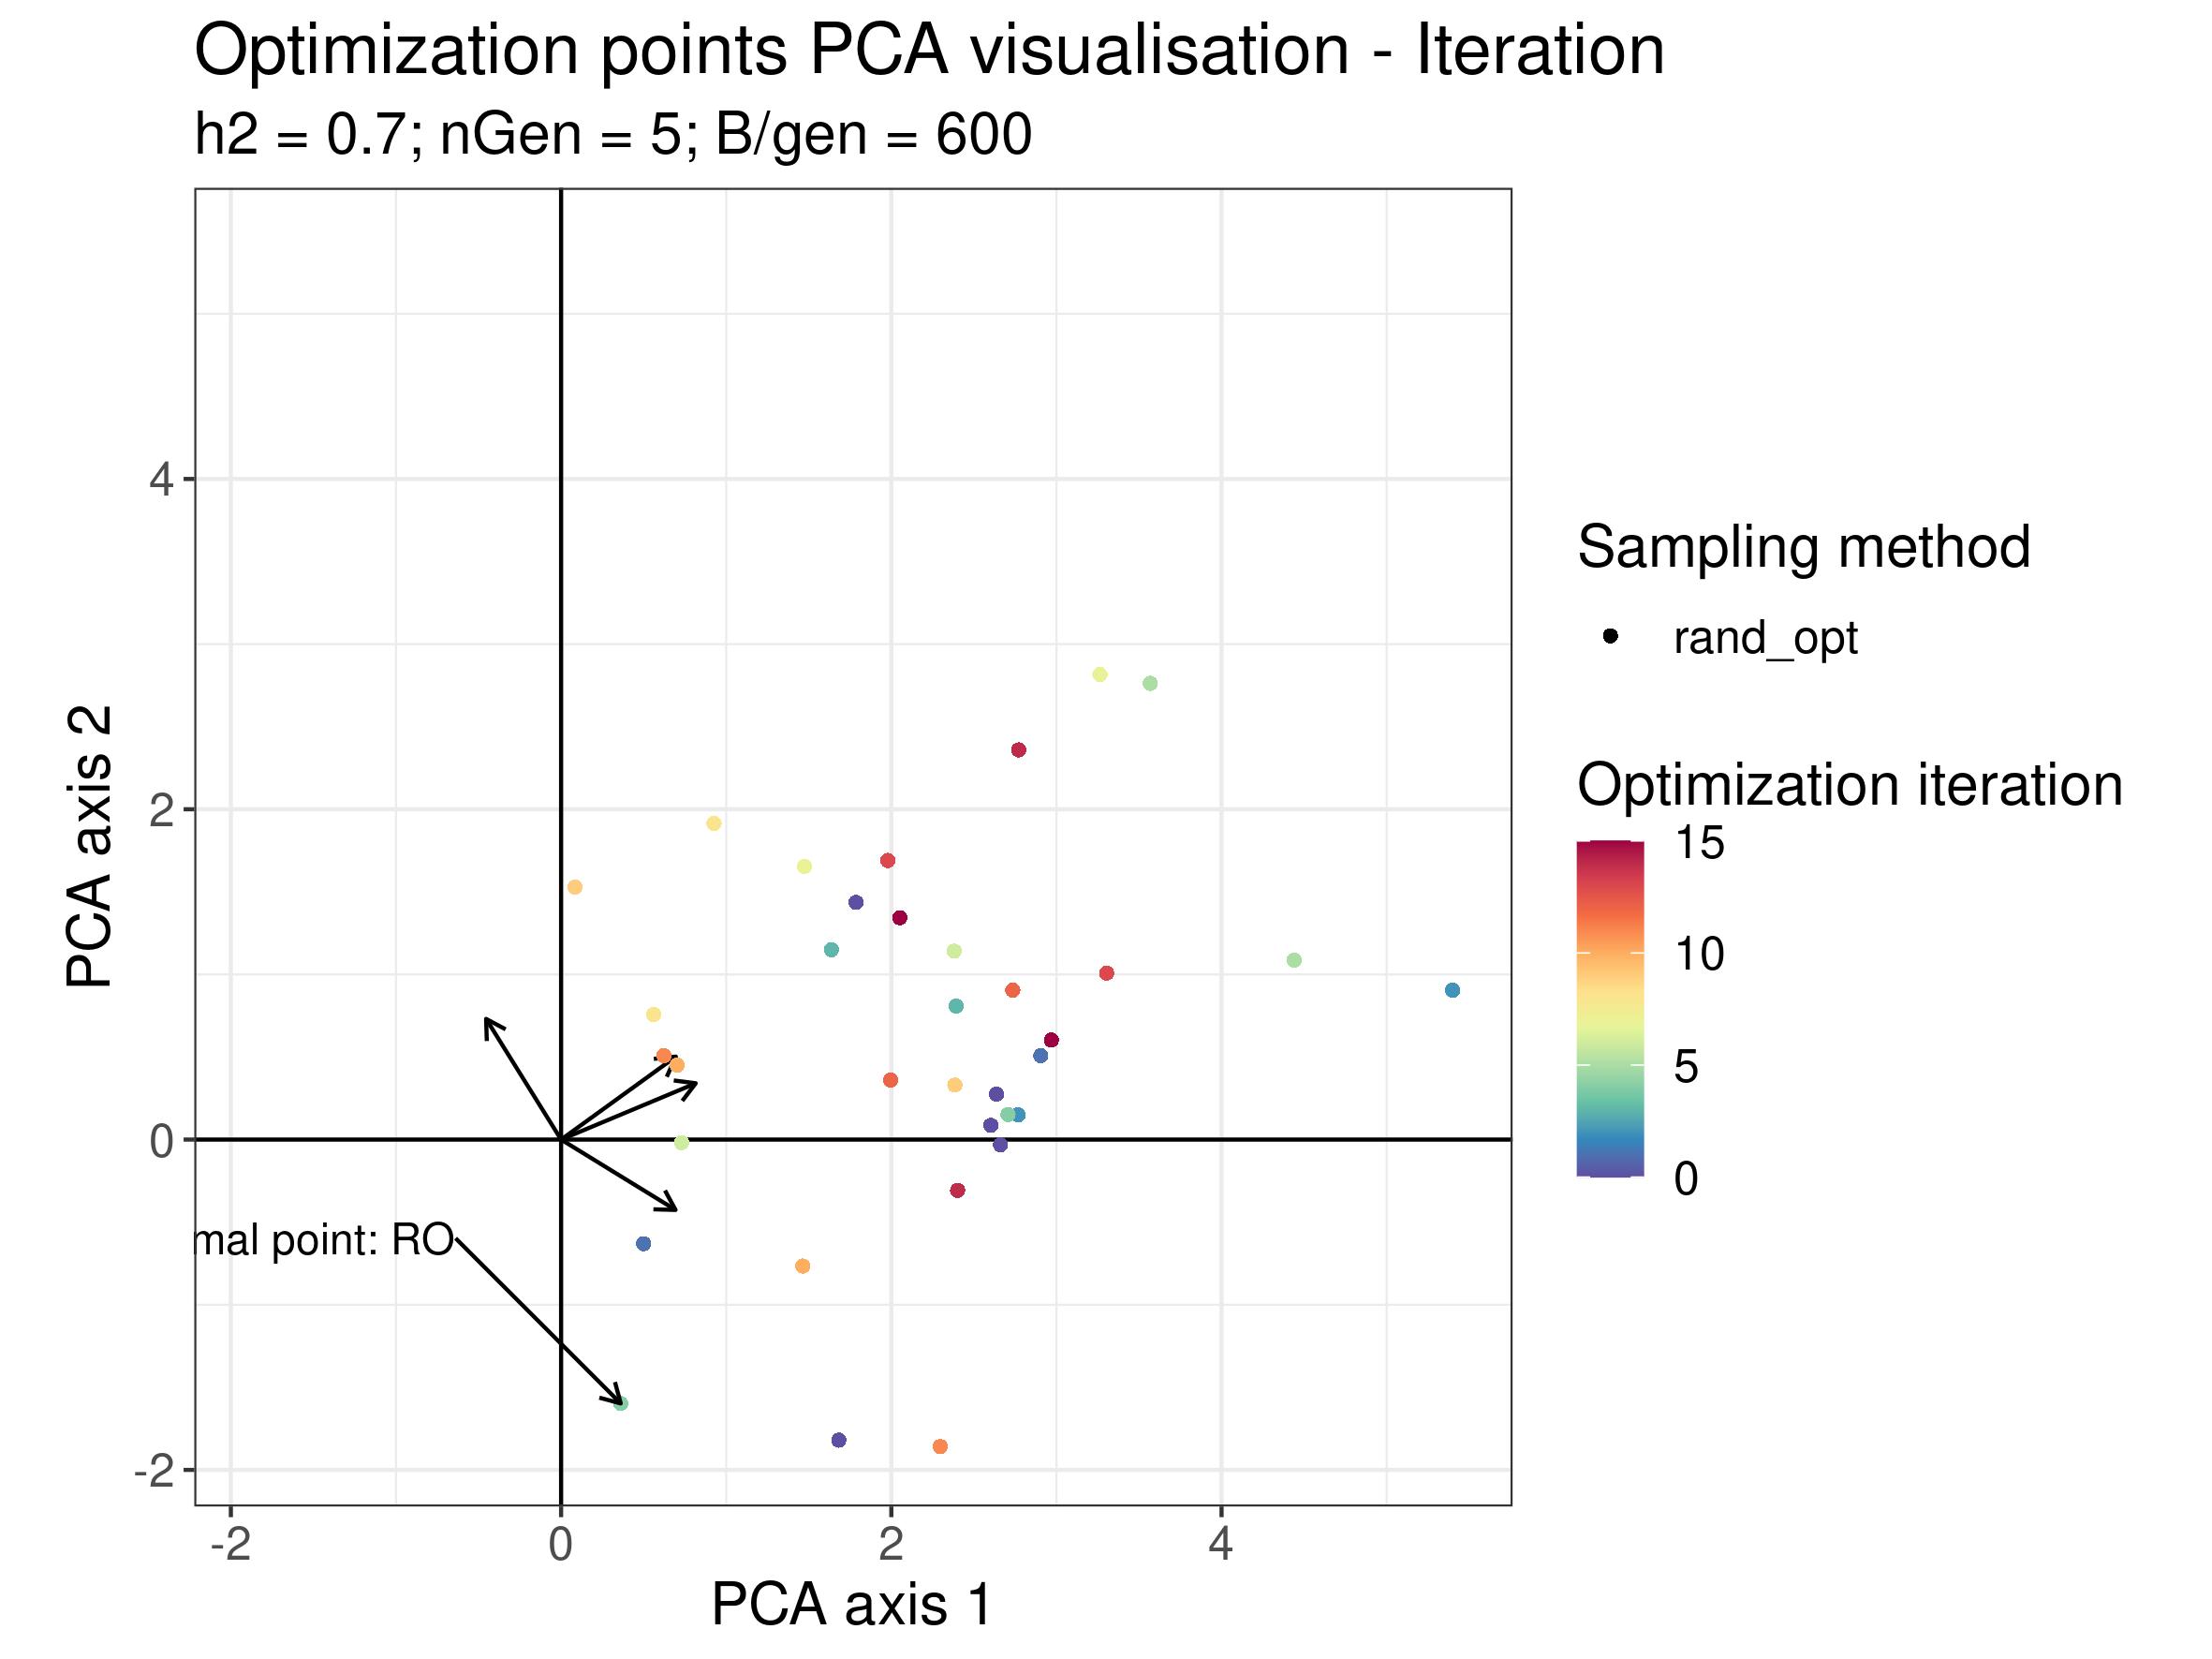 Optimization points PCA visualisation - Iteration
h2 = 0.7; nGen = 5; B/gen = 600
PCA axis 2
4
2
0
-2
mal point: RO
-2
0
2
4
PCA axis 1
Sampling method
rand_opt
Optimization iteration
15
10
5
0